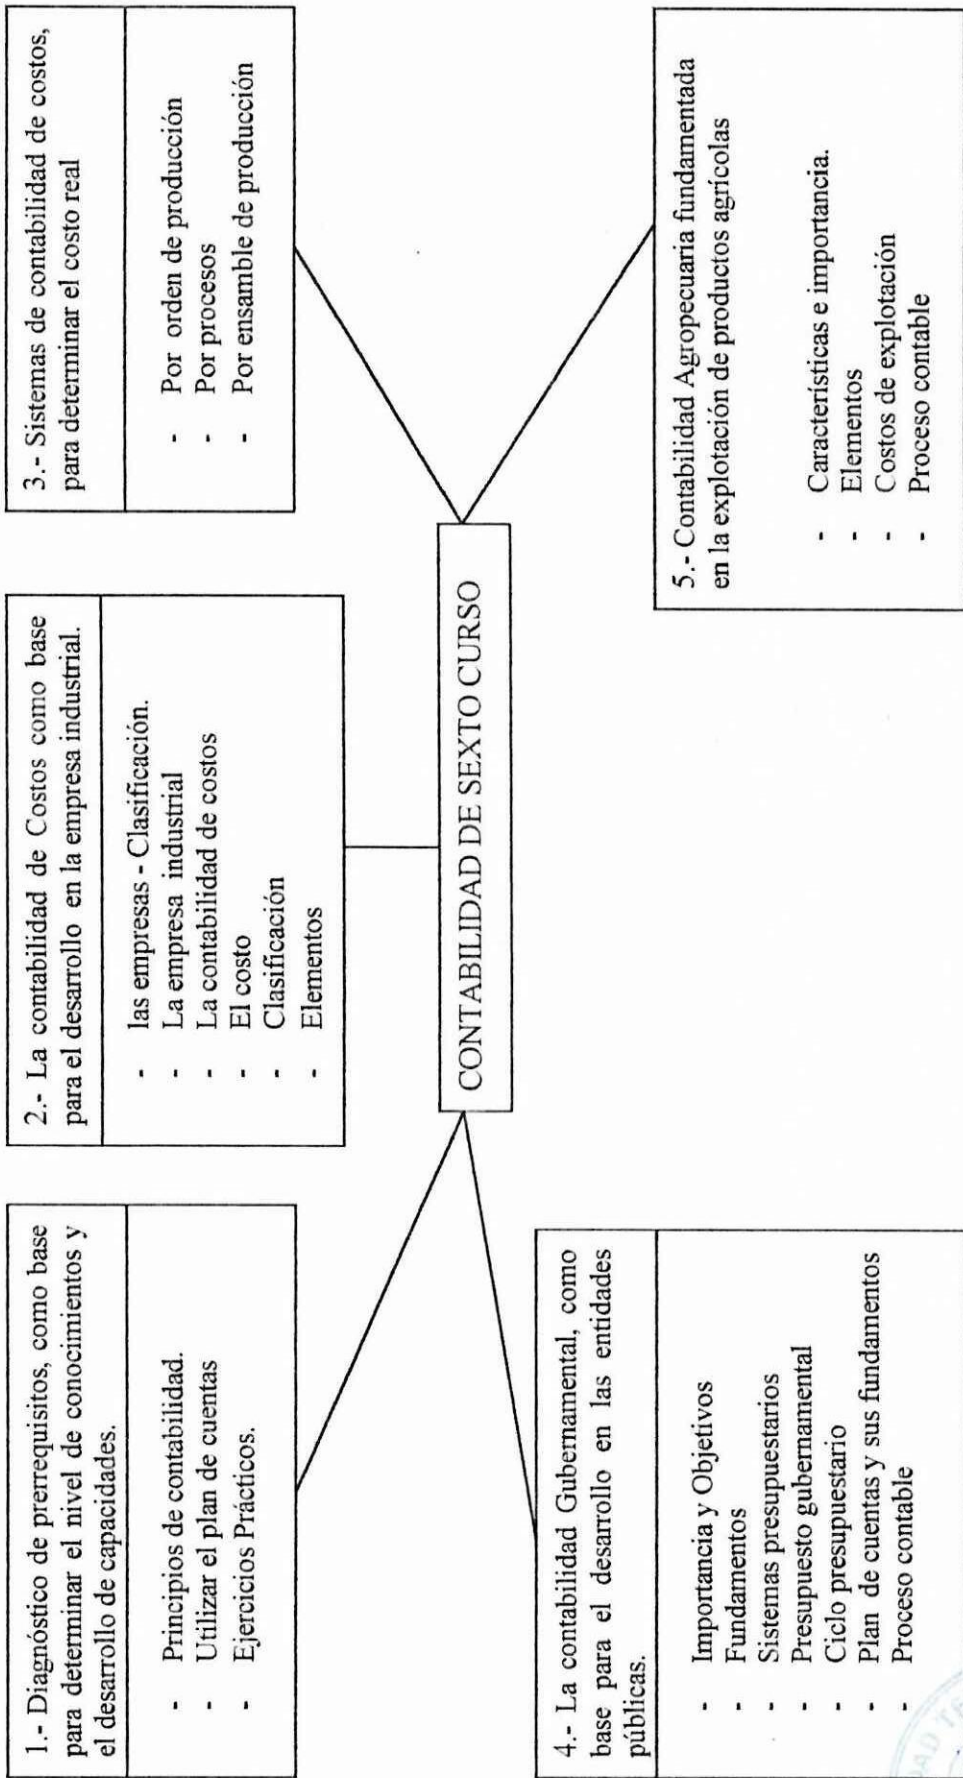 1.- Diagnóstico de prerrequisitos, como base
para determinar el nivel de conocimientos y
el desarrollo de capacidades.
- Principios de contabilidad.
- Utilizar el plan de cuentas
- Ejercicios Prácticos.
2.- La contabilidad de Costos como base
para el desarrollo en la empresa industrial.
- las empresas - Clasificación.
- La empresa industrial
- La contabilidad de costos
- El costo
- Clasificación
- Elementos
3.- Sistemas de contabilidad de costos,
para determinar el costo real
- Por orden de producción
- Por procesos
- Por ensamble de producción
CONTABILIDAD DE SEXTO CURSO
4.- La contabilidad Gubernamental, como
base para el desarrollo en las entidades
públicas.
- Importancia y Objetivos
- Fundamentos
- Sistemas presupuestarios
- Presupuesto gubernamental
- Ciclo presupuestario
- Plan de cuentas y sus fundamentos
- Proceso contable
5.- Contabilidad Agropecuaria fundamentada
en la explotación de productos agrícolas
- Características e importancia.
- Elementos
- Costos de explotación
- Proceso contable